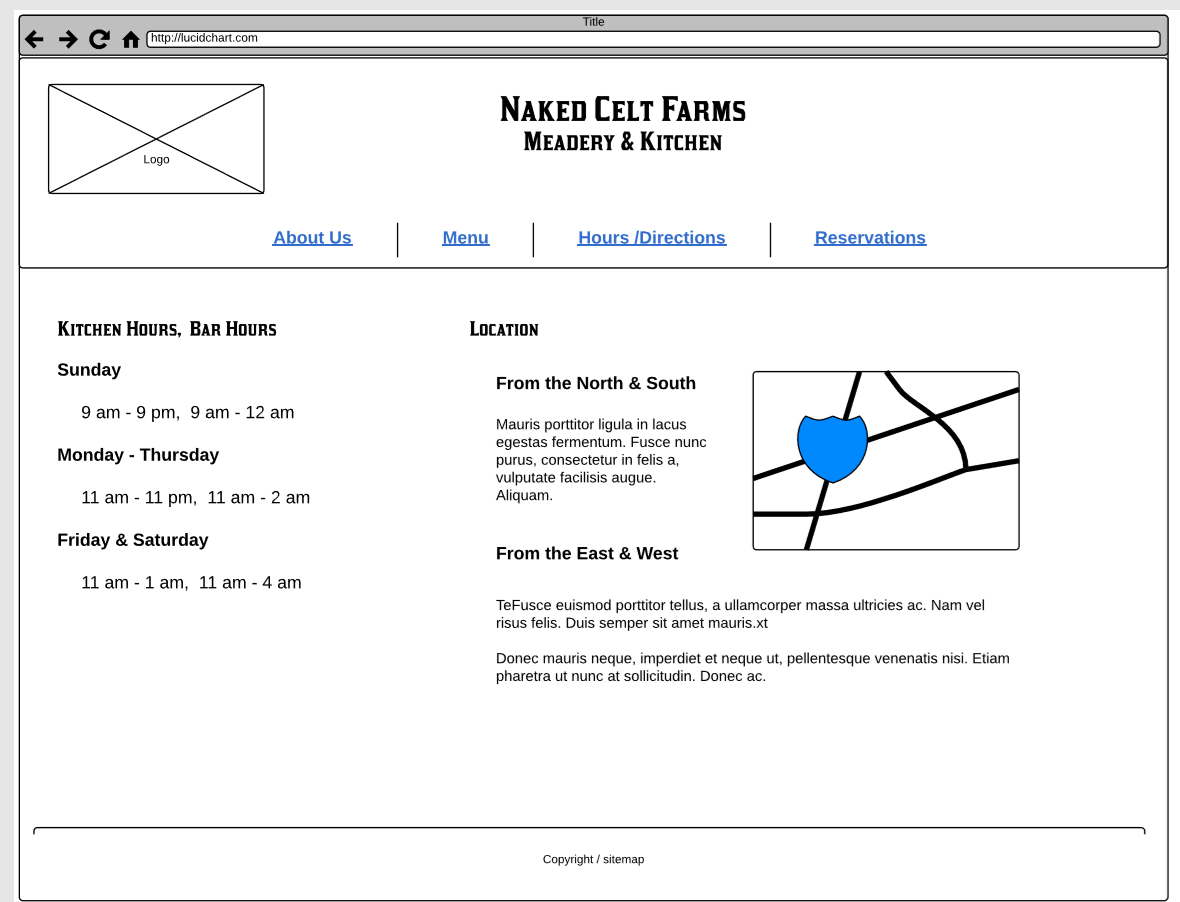 Title
http://lucidchart.com
Logo
Naked Celt Farms
Meadery & Kitchen
About Us
Menu
Hours /Directions
Reservations
Kitchen Hours, Bar Hours
Sunday
9 am - 9 pm, 9 am - 12 am
Monday - Thursday
11 am - 11 pm, 11 am - 2 am
Friday & Saturday
11 am - 1 am, 11 am - 4 am
Location
From the North & South
Mauris porttitor ligula in lacus
egestas fermentum. Fusce nunc
purus, consectetur in felis a,
vulputate facilisis augue.
Aliquam.
From the East & West
TeFusce euismod porttitor tellus, a ullamcorper massa ultricies ac. Nam vel
risus felis. Duis semper sit amet mauris.xt
Donec mauris neque, imperdiet et neque ut, pellentesque venenatis nisi. Etiam
pharetra ut nunc at sollicitudin. Donec ac.
Copyright / sitemap